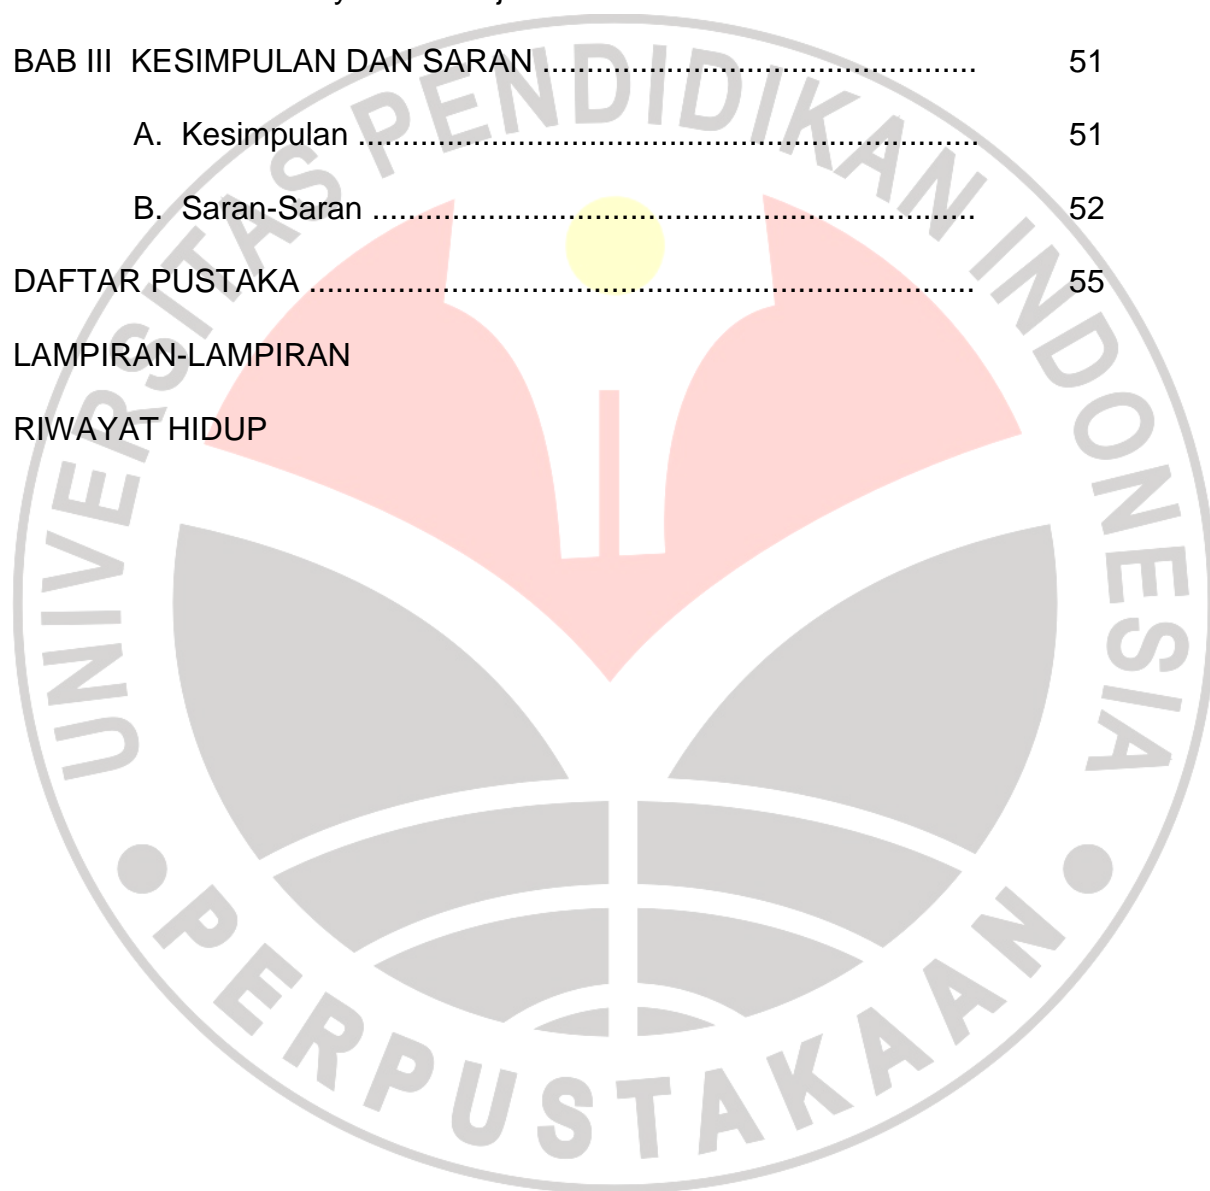 BAB III KESIMPULAN DAN SARAN ................................................. 51
A. Kesimpulan ...................................................................... 51
B. Saran-Saran .................................................................... 52
DAFTAR PUSTAKA ........................................................................... 55
LAMPIRAN-LAMPIRAN
RIWAYAT HIDUP
UNIVERSITAS PENDIDIKAN INDONESIA
PERPUSTAKAAN